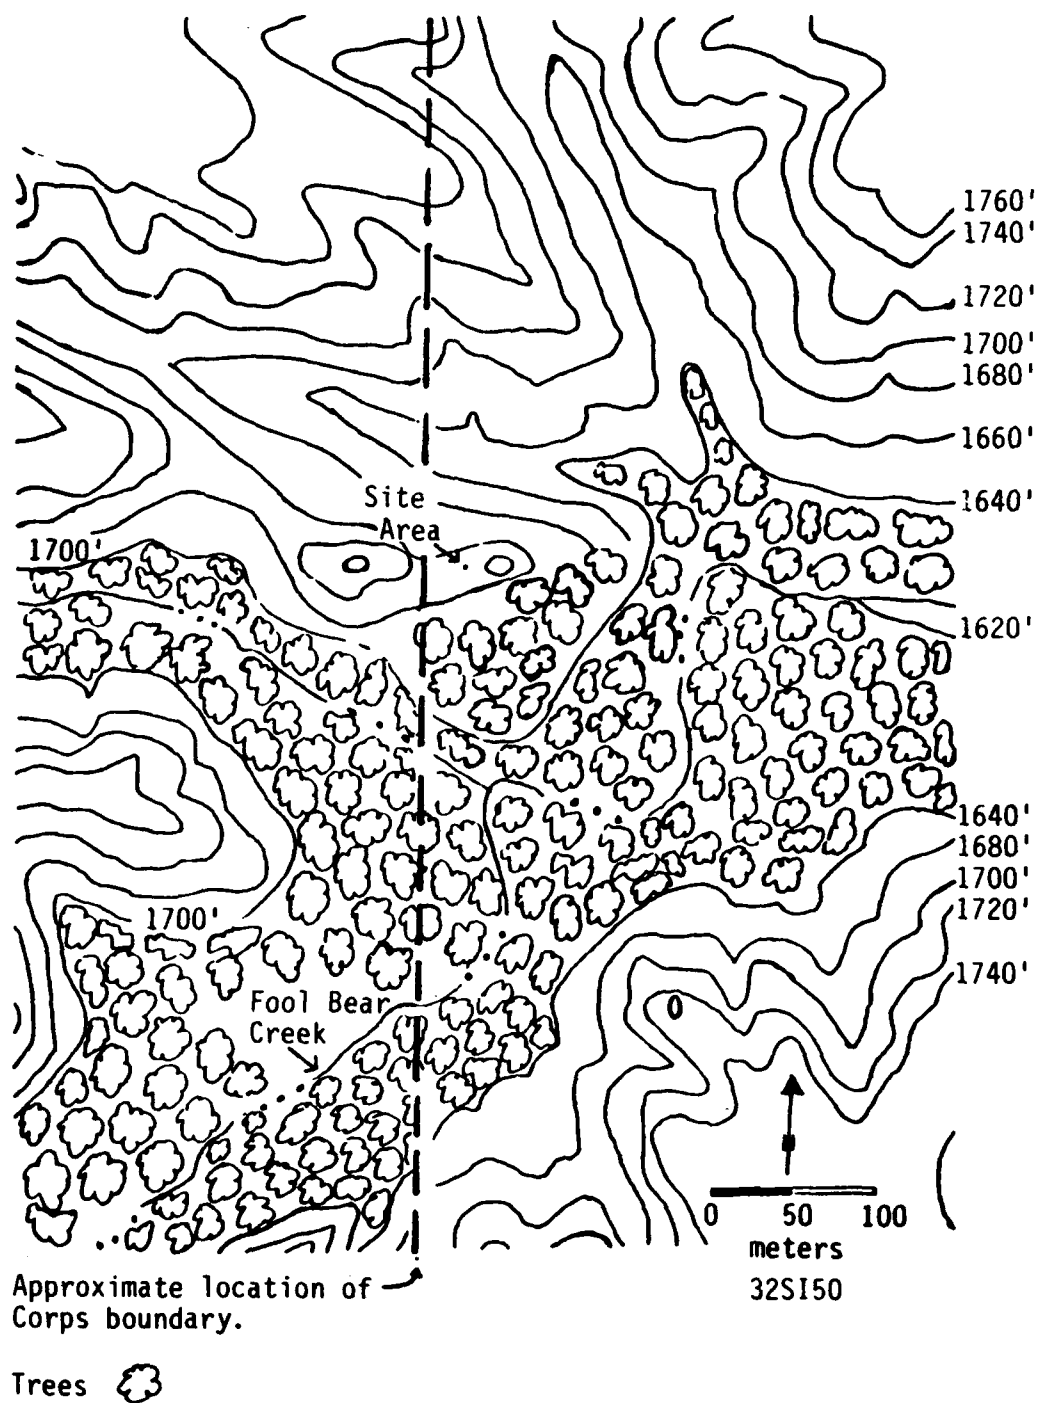 1760'
1740'
1720'
1700'
1680'
1660'
1640'
Site
Area
1700'
1620'
1640'
1680'
1700'
1700'
1720'
1740'
Fool Bear
Creek
0 50 100
meters
32SI50
Approximate location of
Corps boundary.
Trees